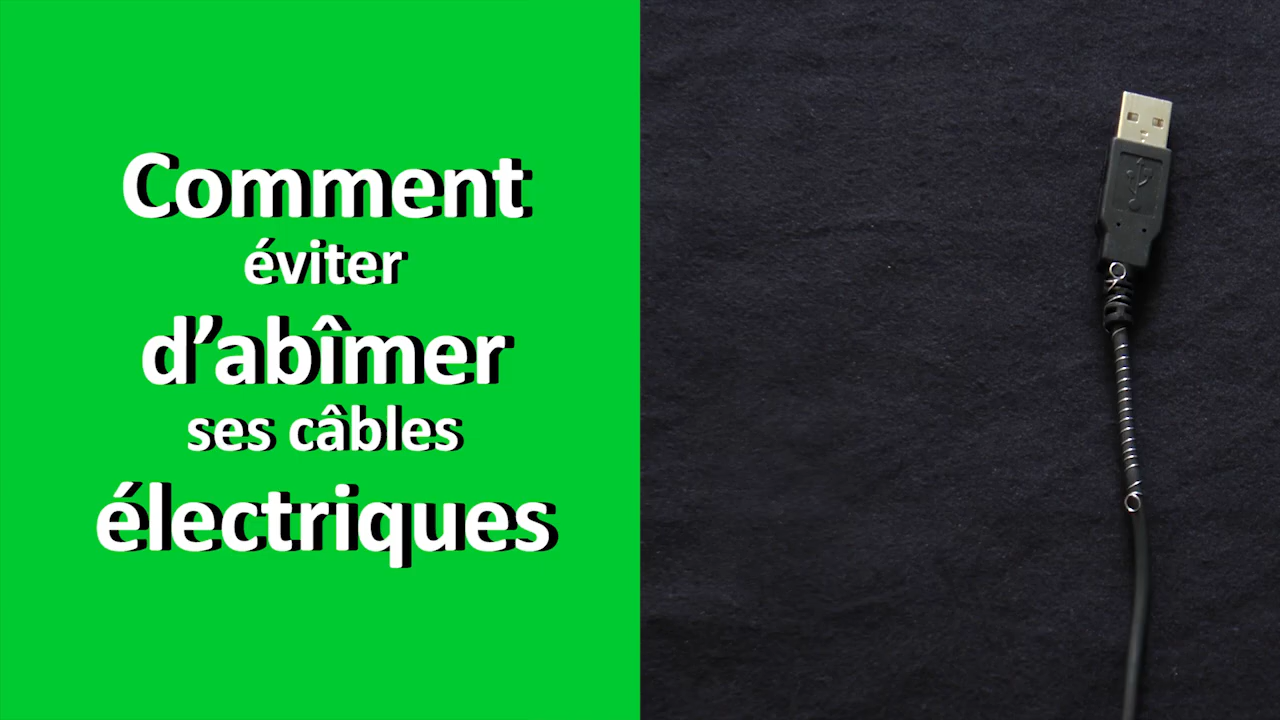 Comment
éviter
d’abîmer
ses câbles
électriques